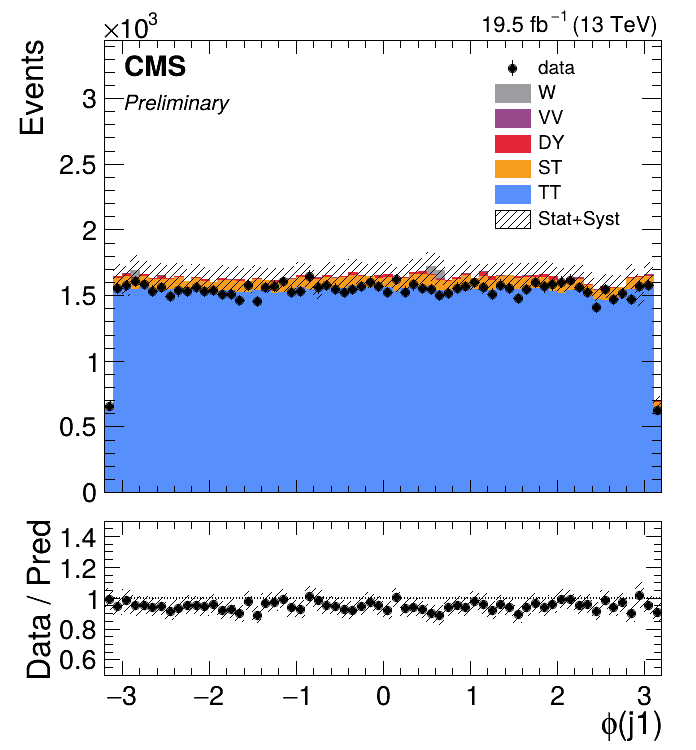 ×10³
19.5 fb⁻¹ (13 TeV)
Events
CMS
Preliminary
data
W
VV
DY
ST
TT
Stat+Syst
3
2.5
2
1.5
1
0.5
0
Data / Pred
1.4
1.2
1
0.8
0.6
−3 −2 −1 0 1 2 3
ϕ(j1)